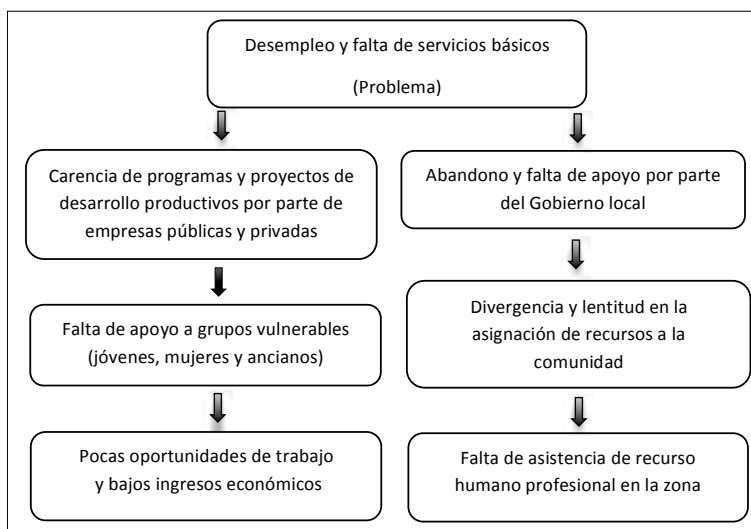 Desempleo y falta de servicios básicos
(Problema)
Carencia de programas y proyectos de
desarrollo productivos por parte de
empresas públicas y privadas
Abandono y falta de apoyo por parte
del Gobierno local
Falta de apoyo a grupos vulnerables
(jóvenes, mujeres y ancianos)
Divergencia y lentitud en la
asignación de recursos a la
comunidad
Pocas oportunidades de trabajo
y bajos ingresos económicos
Falta de asistencia de recurso
humano profesional en la zona